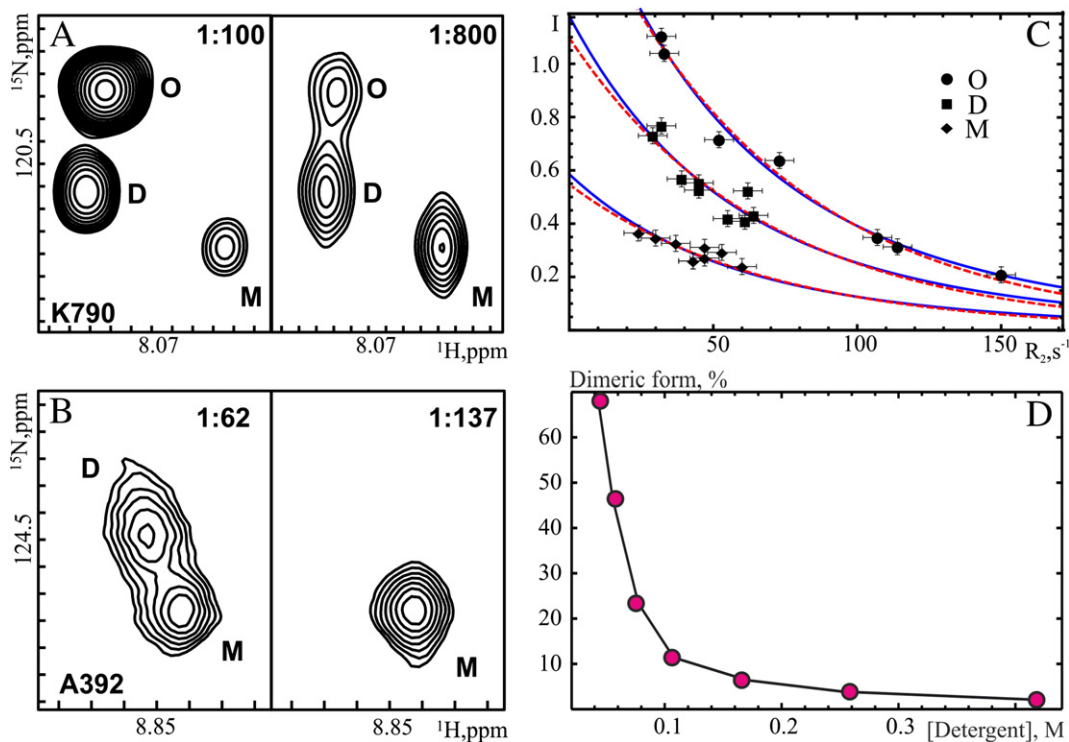 A 1:100 1:800 I C
¹⁵N,ppm
O O
1.0 O
D
120.5
0.8 M
D D
0.6
0.4
M M
0.2
K790
8.07 ¹H,ppm 8.07 ¹H,ppm
50 100 150 R₂,s⁻¹
Dimeric form, %
B 1:62 1:137 D
¹⁵N,ppm
D
60
50
124.5
40
30
M M
20
10
A392
8.85 ¹H,ppm 8.85
0.1 0.2 0.3 [Detergent], M